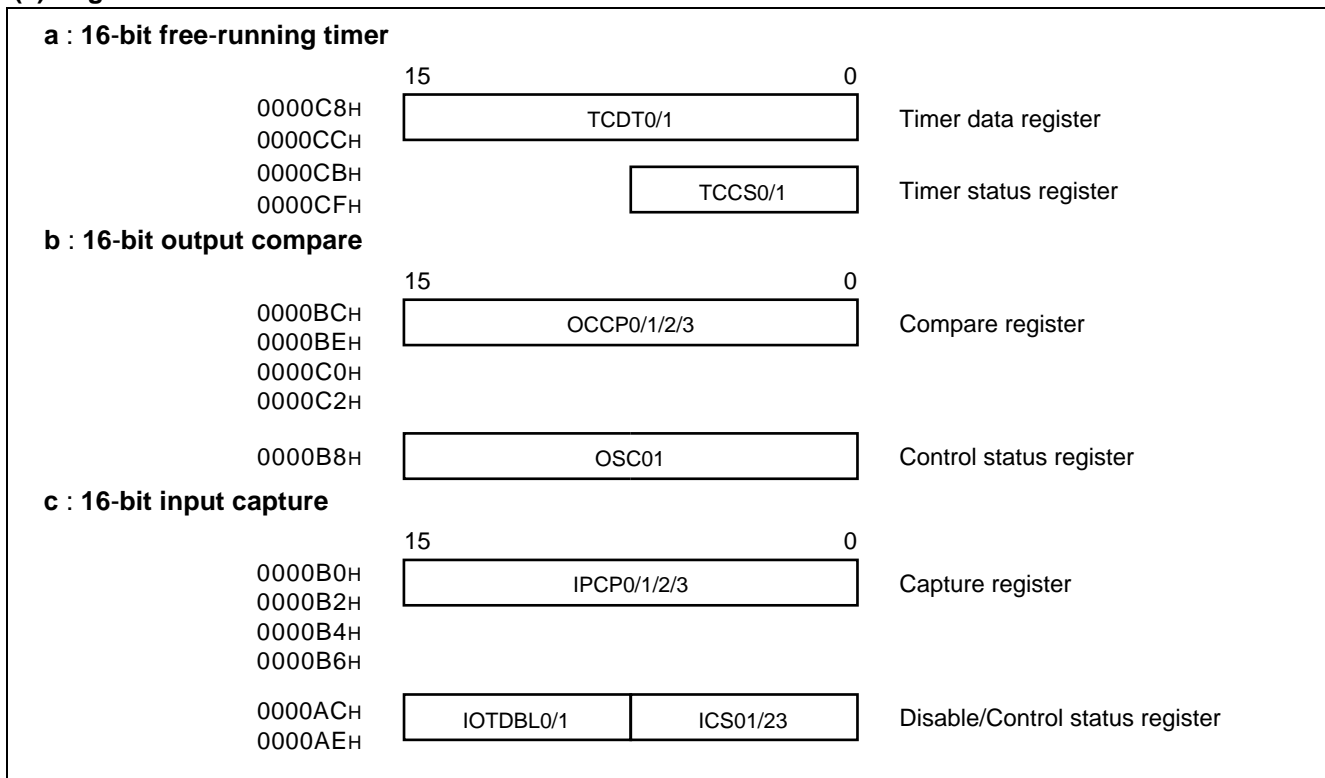 a : 16-bit free-running timer
15 0
0000C8H
TCDT0/1 Timer data register
0000CCH
0000CBH
TCCS0/1 Timer status register
0000CFH
b : 16-bit output compare
15 0
0000BCH
OCCP0/1/2/3 Compare register
0000BEH
0000C0H
0000C2H
0000B8H OSC01 Control status register
c : 16-bit input capture
15 0
0000B0H
IPCP0/1/2/3 Capture register
0000B2H
0000B4H
0000B6H
0000ACH
IOTDBL0/1 ICS01/23 Disable/Control status register
0000AEH